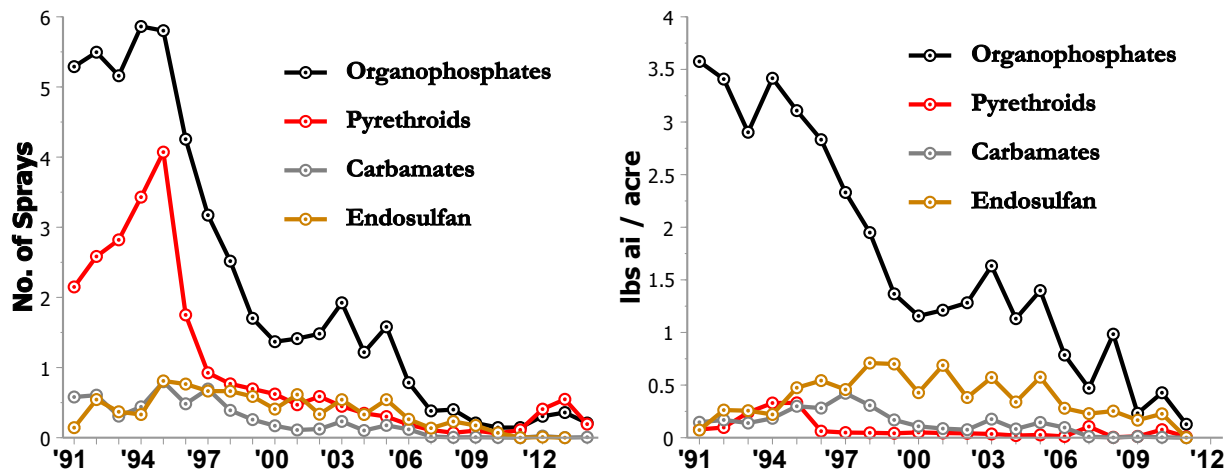 No. of Sprays
6
5
4
3
2
1
0
Organophosphates
Pyrethroids
Carbamates
Endosulfan
'91 '94 '97 '00 '03 '06 '09 '12
lbs ai / acre
4
3.5
3
2.5
2
1.5
1
0.5
0
Organophosphates
Pyrethroids
Carbamates
Endosulfan
'91 '94 '97 '00 '03 '06 '09 '12